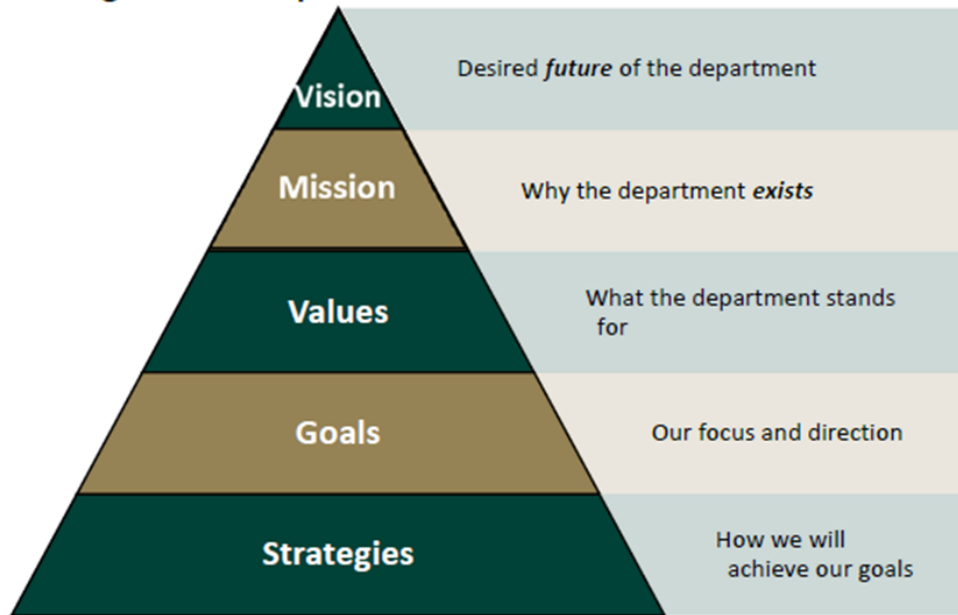 Vision
Desired future of the department
Mission
Why the department exists
Values
What the department stands
for
Goals
Our focus and direction
Strategies
How we will
achieve our goals